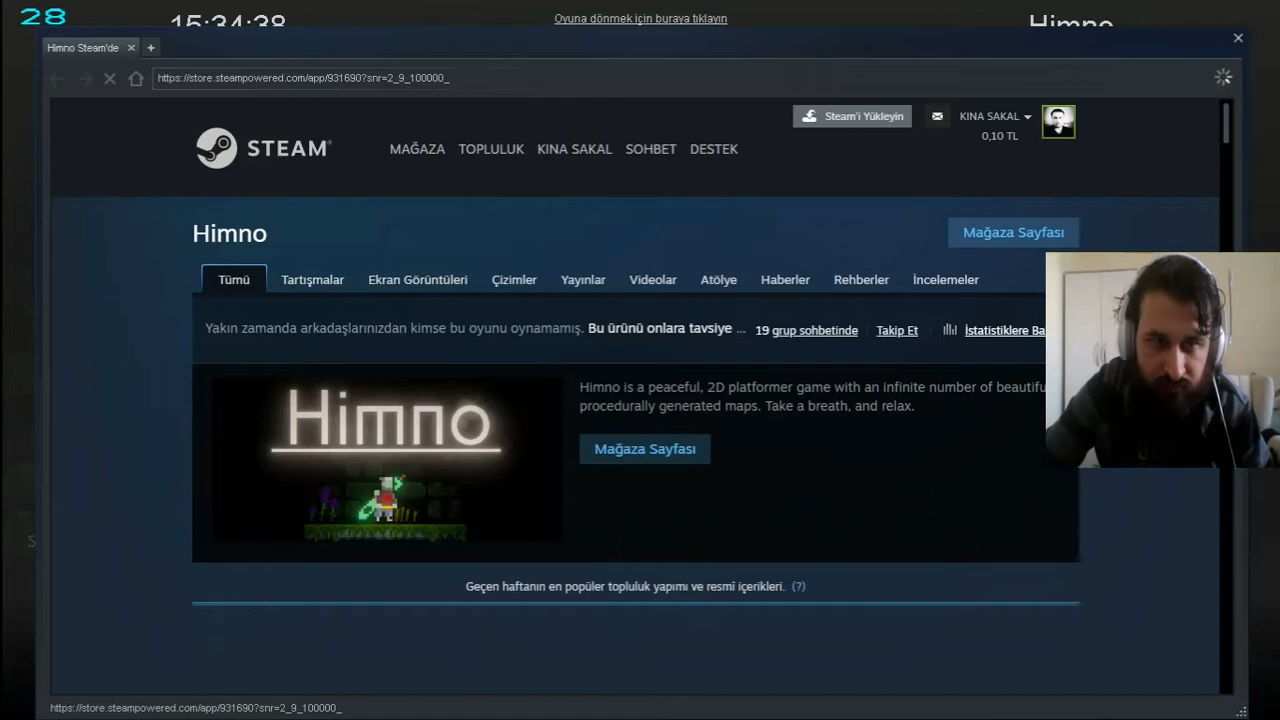 28
15:34:38
Oyuna dönmek için buraya tıklayın
Himno
Himno Steam'de
https://store.steampowered.com/app/931690?snr=2_9_100000_
Steam'i Yükleyin
KINA SAKAL
0,10 TL
STEAM®
MAĞAZA TOPLULUK KINA SAKAL SOHBET DESTEK
Himno
Mağaza Sayfası
Tümü Tartışmalar Ekran Görüntüleri Çizimler Yayınlar Videolar Atölye Haberler Rehberler İncelemeler
Yakın zamanda arkadaşlarınızdan kimse bu oyunu oynamamış. Bu ürünü onlara tavsiye ... 19 grup sohbetinde Takip Et İstatistiklere Ba
Himno
Himno is a peaceful, 2D platformer game with an infinite number of beautifu
procedurally generated maps. Take a breath, and relax.
Mağaza Sayfası
Geçen haftanın en popüler topluluk yapımı ve resmî içerikleri. (?)
https://store.steampowered.com/app/931690?snr=2_9_100000_